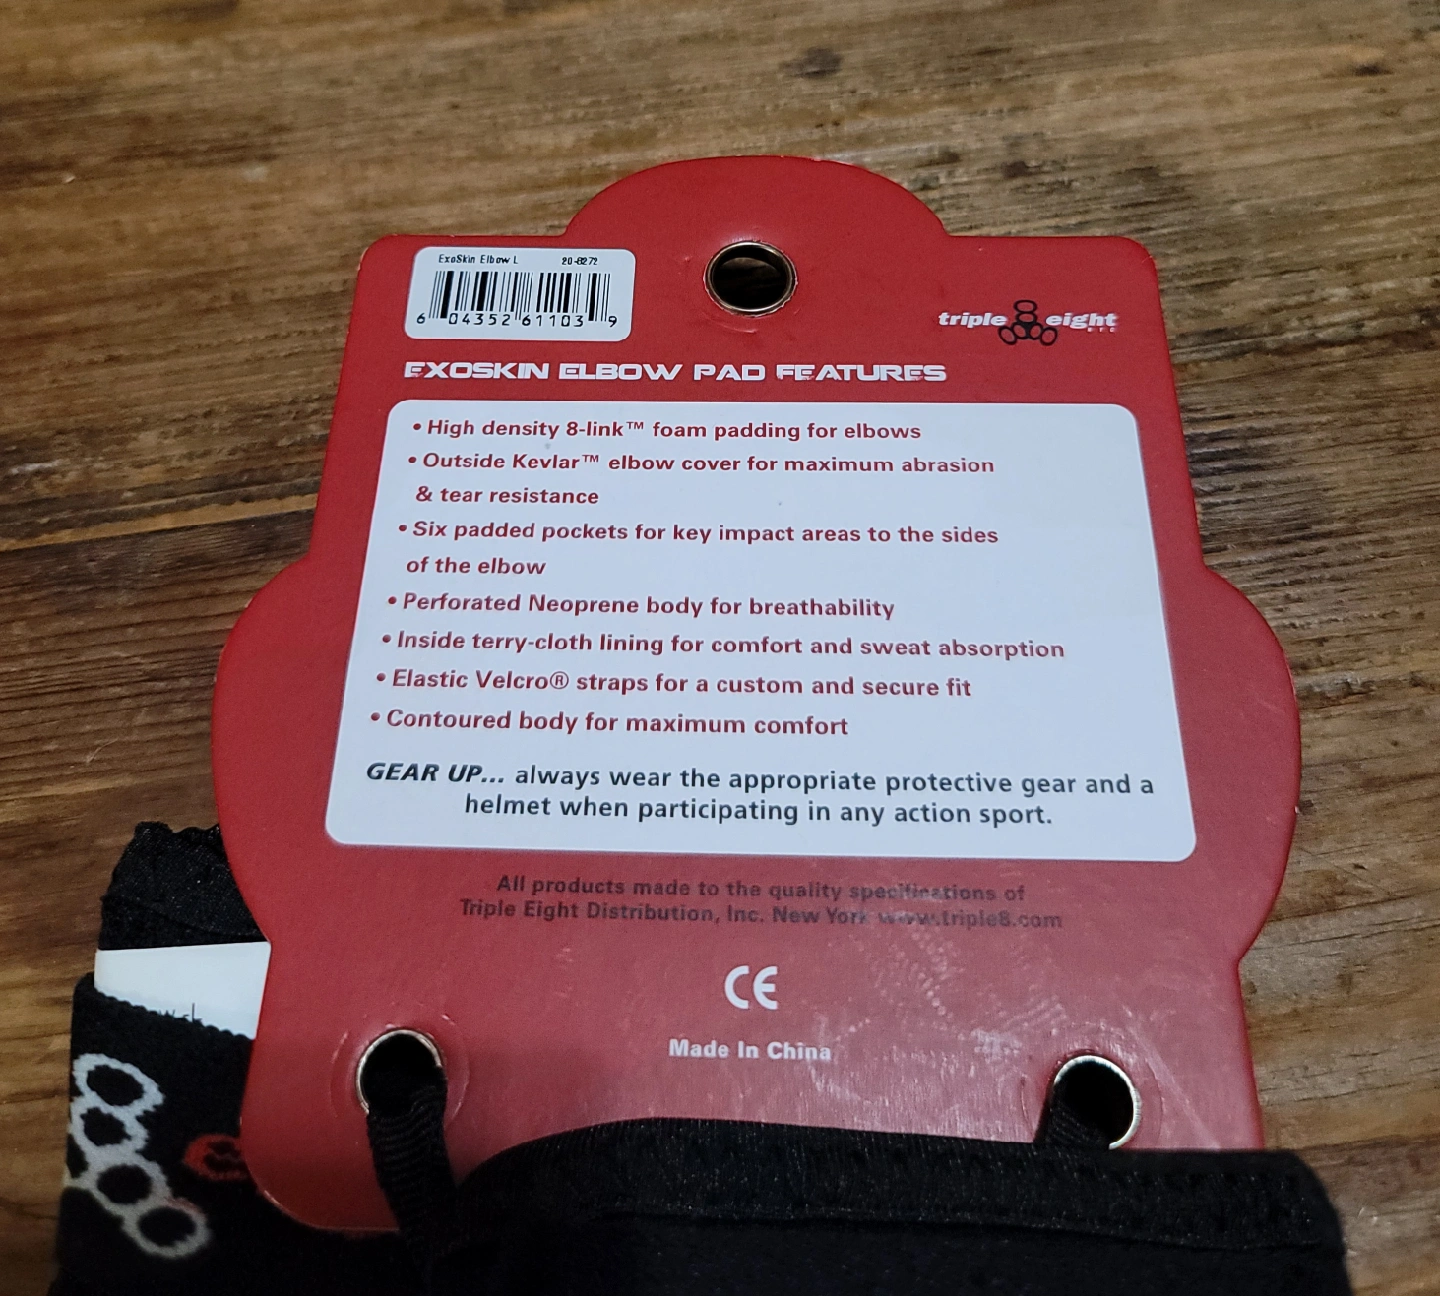 ExoSkin Elbow L 20-8272
6 04352 61103 9
triple eight
NYC
EXOSKIN ELBOW PAD FEATURES
• High density 8-link™ foam padding for elbows
• Outside Kevlar™ elbow cover for maximum abrasion
& tear resistance
• Six padded pockets for key impact areas to the sides
of the elbow
• Perforated Neoprene body for breathability
• Inside terry-cloth lining for comfort and sweat absorption
• Elastic Velcro® straps for a custom and secure fit
• Contoured body for maximum comfort
GEAR UP... always wear the appropriate protective gear and a
helmet when participating in any action sport.
All products made to the quality specifications of
Triple Eight Distribution, Inc. New York www.triple8.com
CE
Made In China